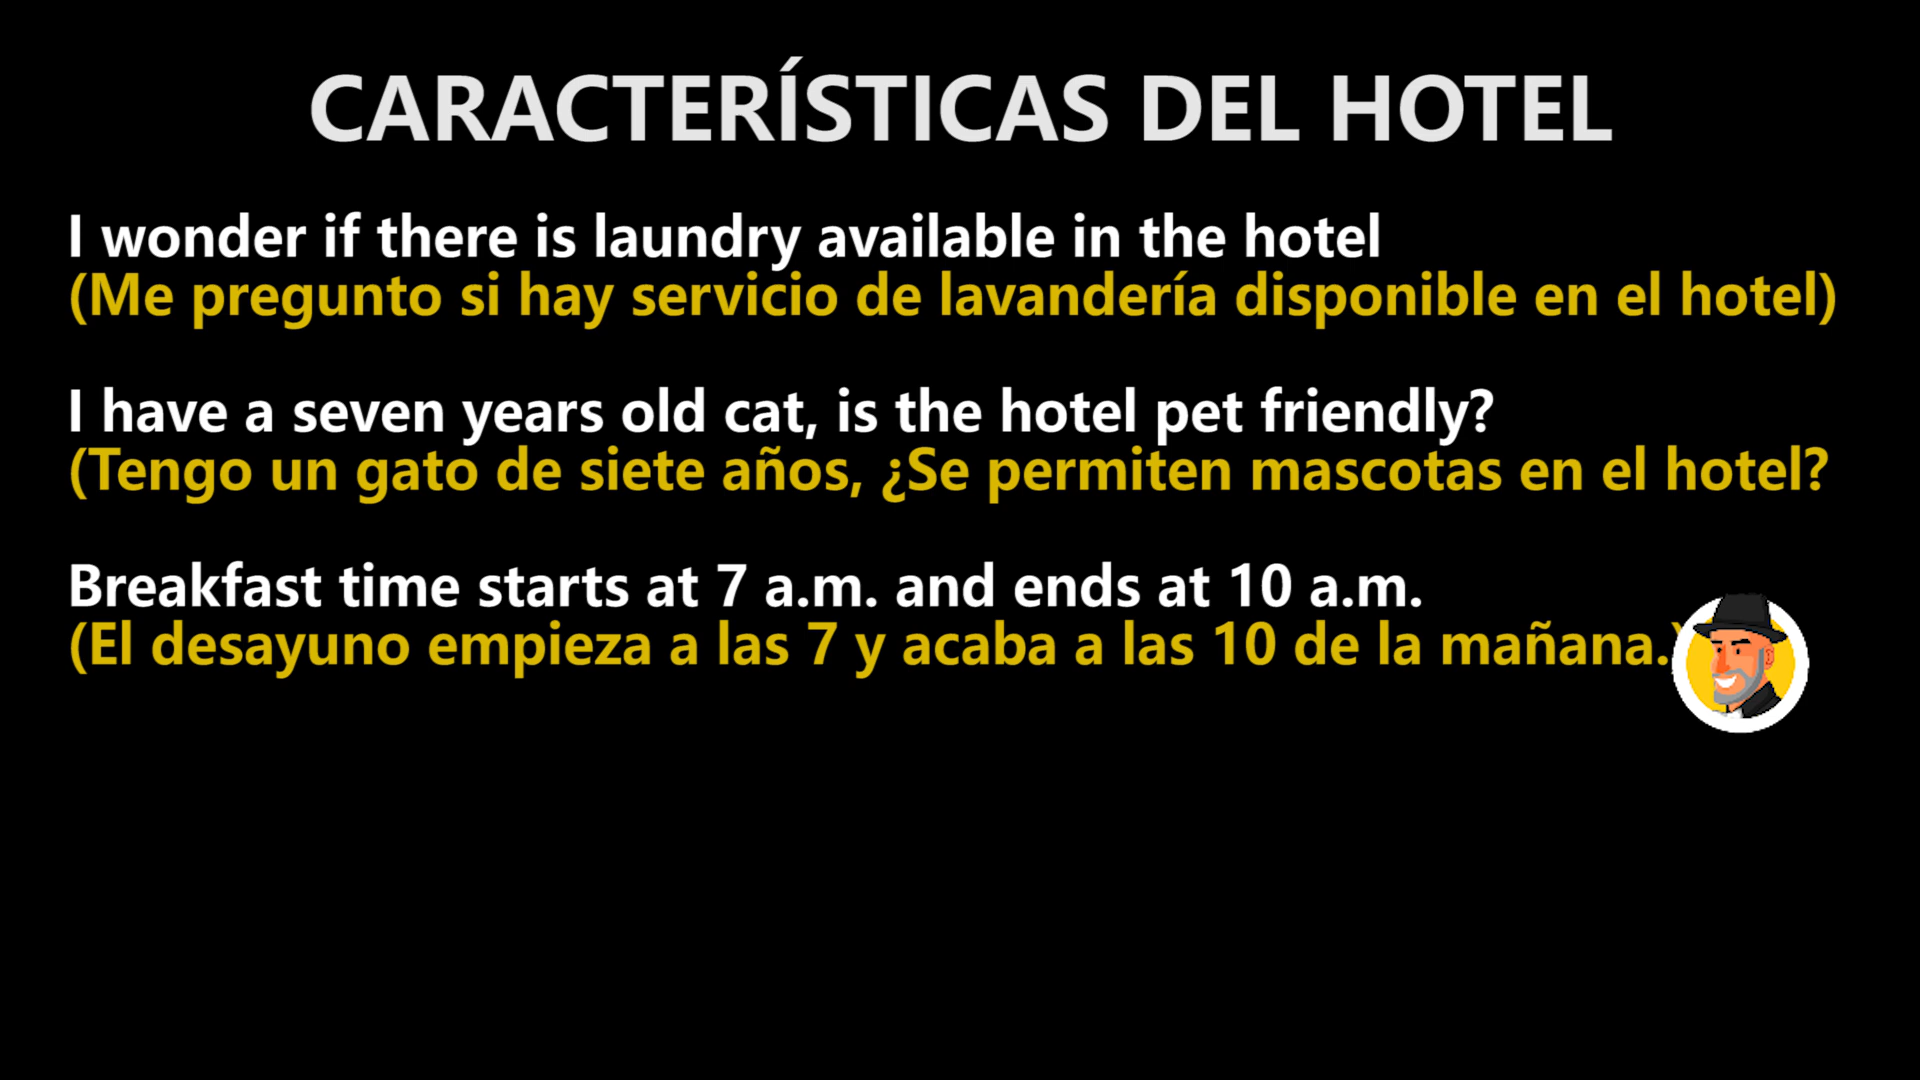 CARACTERÍSTICAS DEL HOTEL
I wonder if there is laundry available in the hotel
(Me pregunto si hay servicio de lavandería disponible en el hotel)
I have a seven years old cat, is the hotel pet friendly?
(Tengo un gato de siete años, ¿Se permiten mascotas en el hotel?
Breakfast time starts at 7 a.m. and ends at 10 a.m.
(El desayuno empieza a las 7 y acaba a las 10 de la mañana.)